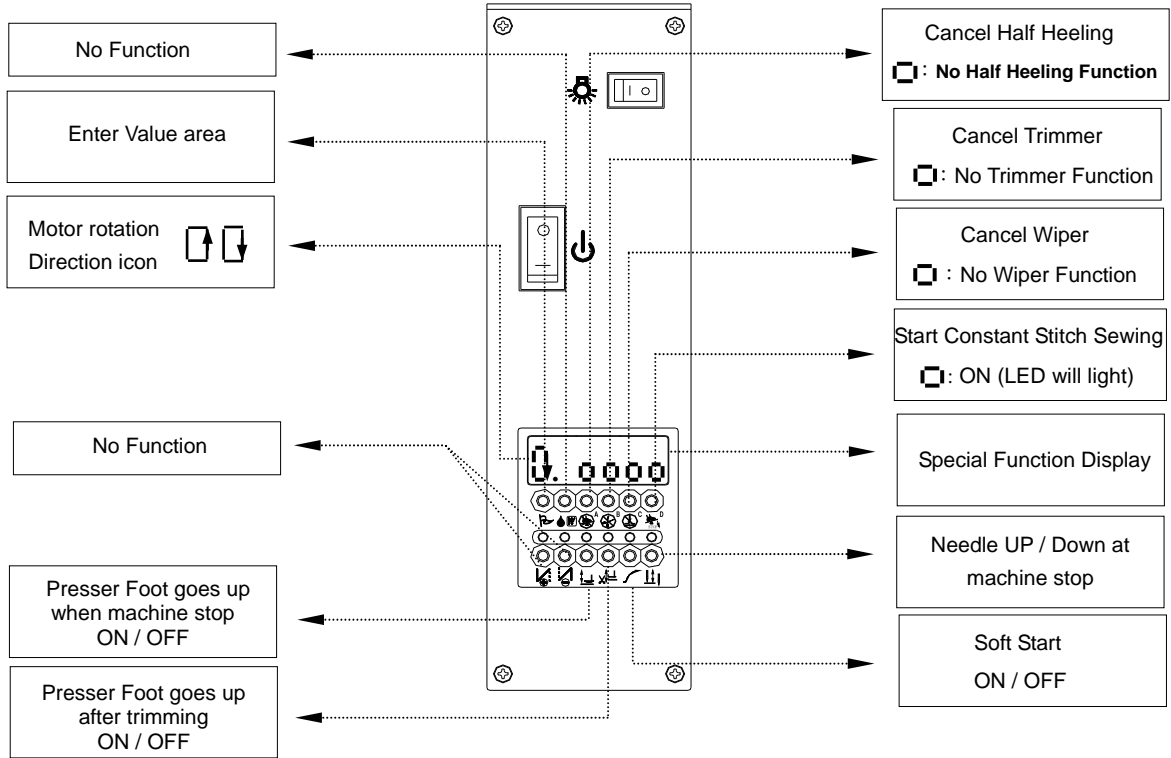 No Function
Enter Value area
Motor rotation
Direction icon
No Function
Presser Foot goes up
when machine stop
ON / OFF
Presser Foot goes up
after trimming
ON / OFF
A
B
C
D
Cancel Half Heeling
: No Half Heeling Function
Cancel Trimmer
: No Trimmer Function
Cancel Wiper
: No Wiper Function
Start Constant Stitch Sewing
: ON (LED will light)
Special Function Display
Needle UP / Down at
machine stop
Soft Start
ON / OFF